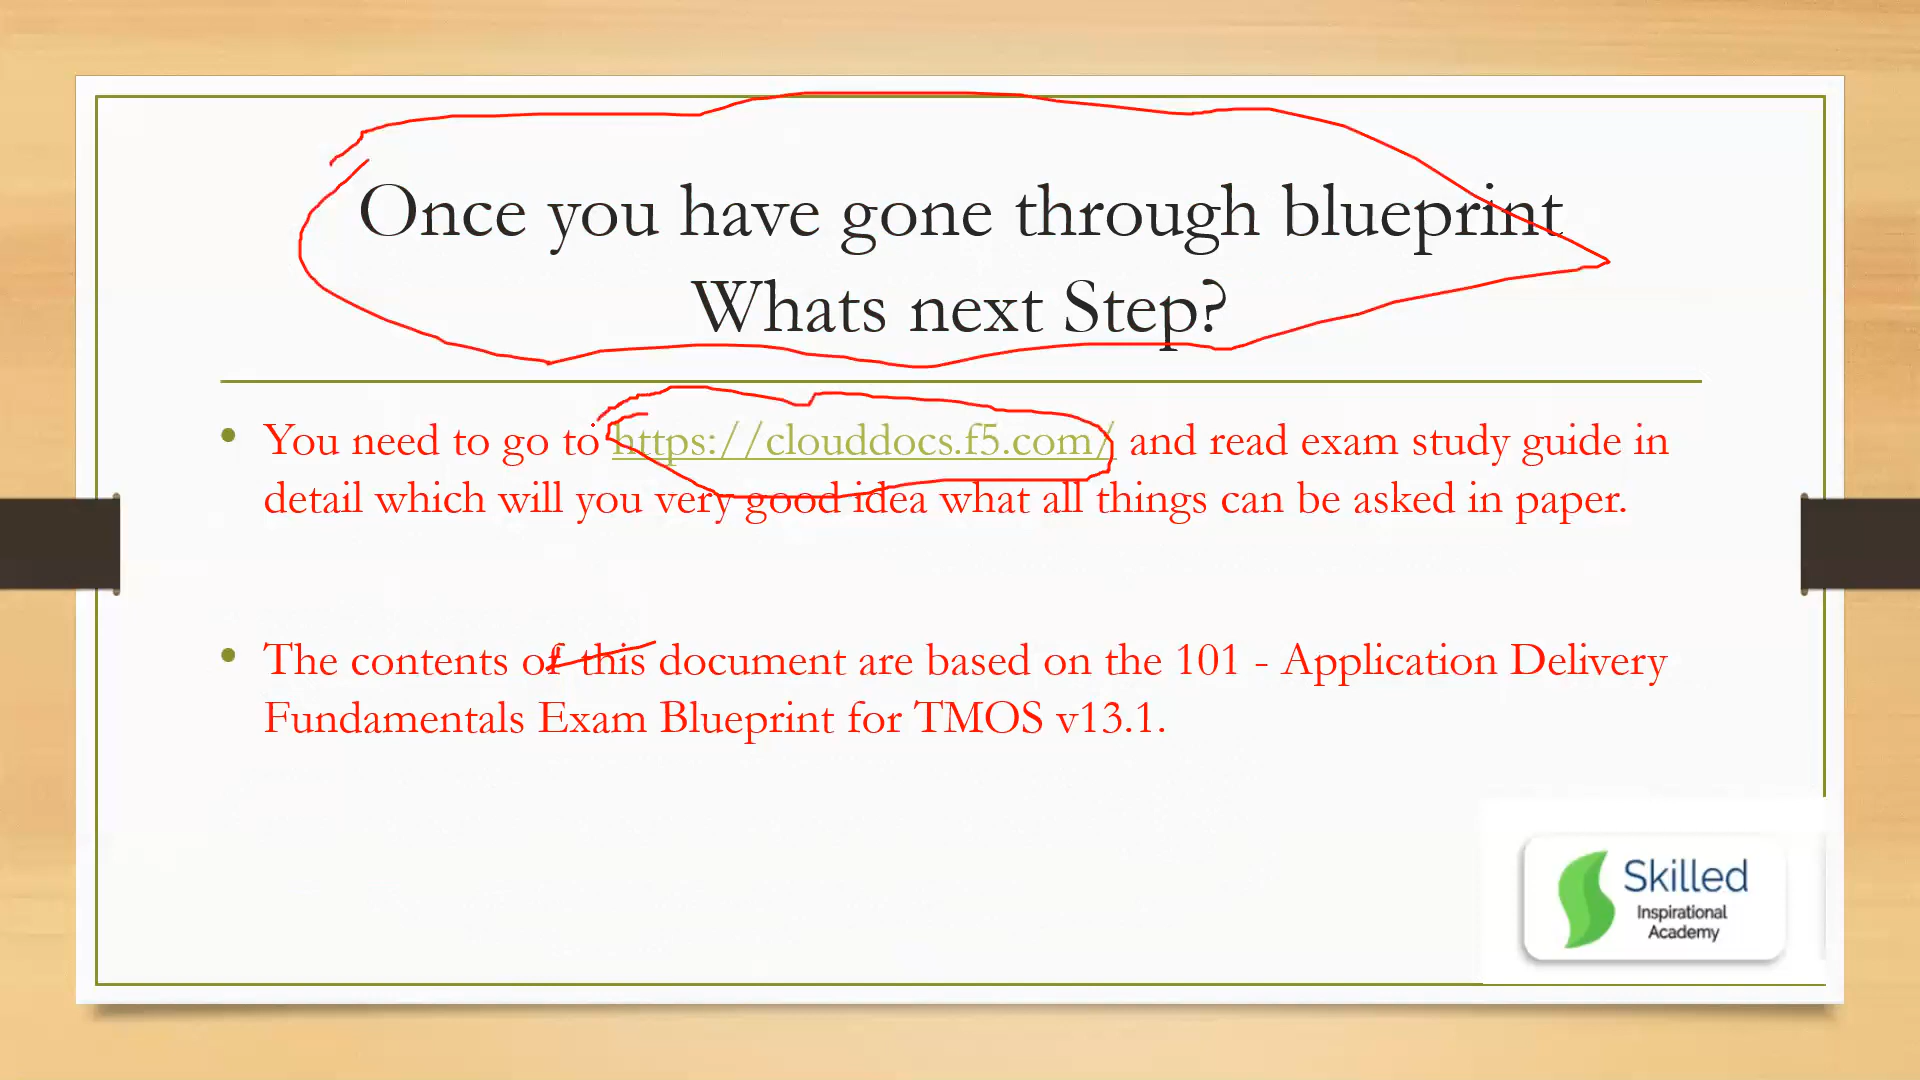 Once you have gone through blueprint
Whats next Step?
You need to go to https://clouddocs.f5.com/ and read exam study guide in
detail which will you very good idea what all things can be asked in paper.
The contents of this document are based on the 101 - Application Delivery
Fundamentals Exam Blueprint for TMOS v13.1.
Skilled
Inspirational
Academy